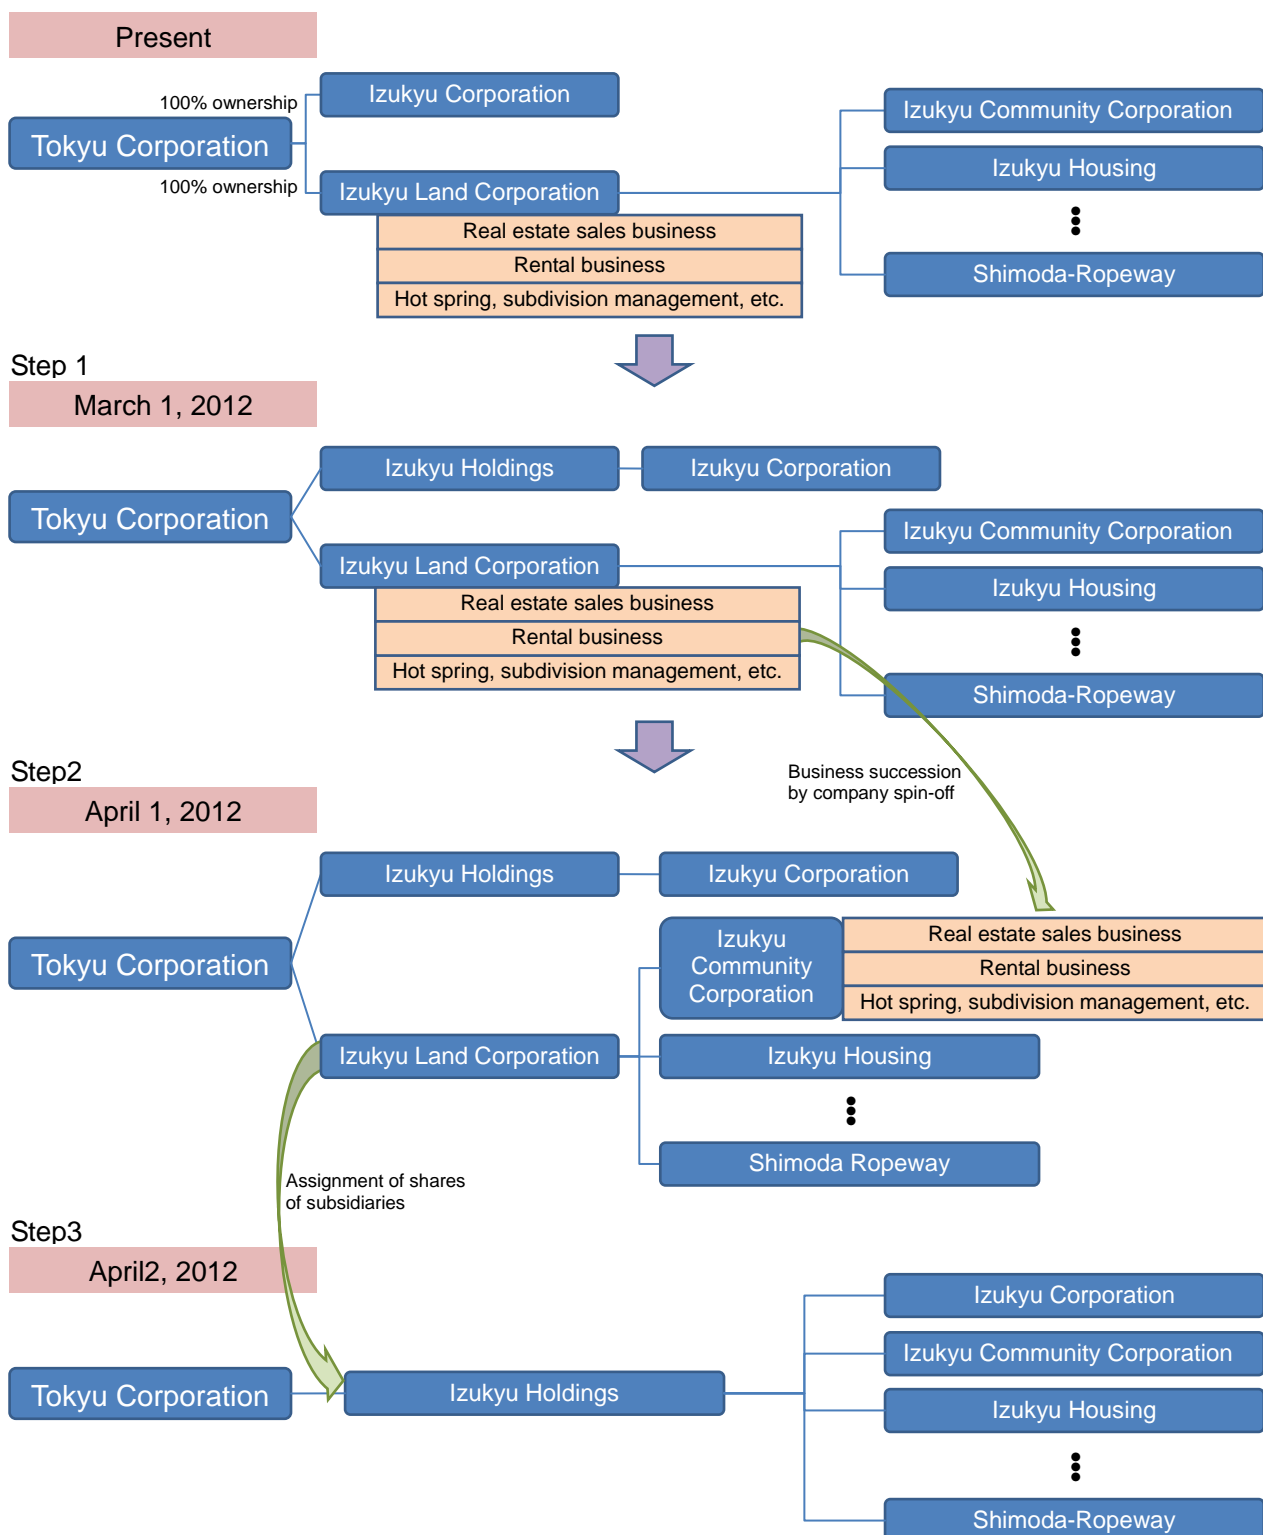 Present
100% ownership
Izukyu Corporation
Izukyu Community Corporation
Tokyu Corporation
Izukyu Housing
100% ownership
Izukyu Land Corporation
Real estate sales business
Rental business
Hot spring, subdivision management, etc.
Shimoda-Ropeway
Step 1
March 1, 2012
Izukyu Holdings
Izukyu Corporation
Tokyu Corporation
Izukyu Community Corporation
Izukyu Land Corporation
Izukyu Housing
Real estate sales business
Rental business
Hot spring, subdivision management, etc.
Shimoda-Ropeway
Business succession
by company spin-off
Step2
April 1, 2012
Izukyu Holdings
Izukyu Corporation
Tokyu Corporation
Izukyu
Community
Corporation
Real estate sales business
Rental business
Hot spring, subdivision management, etc.
Izukyu Land Corporation
Izukyu Housing
Shimoda Ropeway
Assignment of shares
of subsidiaries
Step3
April2, 2012
Izukyu Corporation
Izukyu Community Corporation
Tokyu Corporation
Izukyu Holdings
Izukyu Housing
Shimoda-Ropeway